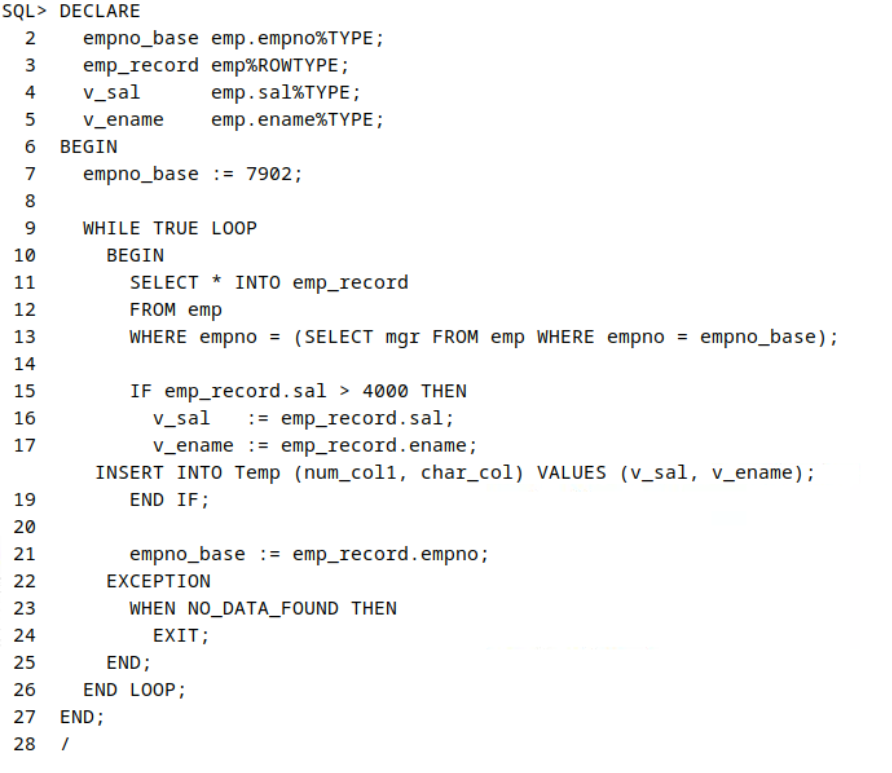 SQL> DECLARE
  2    empno_base emp.empno%TYPE;
  3    emp_record emp%ROWTYPE;
  4    v_sal      emp.sal%TYPE;
  5    v_ename    emp.ename%TYPE;
  6  BEGIN
  7    empno_base := 7902;
  8
  9    WHILE TRUE LOOP
 10      BEGIN
 11        SELECT * INTO emp_record
 12        FROM emp
 13        WHERE empno = (SELECT mgr FROM emp WHERE empno = empno_base);
 14
 15        IF emp_record.sal > 4000 THEN
 16          v_sal   := emp_record.sal;
 17          v_ename := emp_record.ename;
        INSERT INTO Temp (num_col1, char_col) VALUES (v_sal, v_ename);
 19        END IF;
 20
 21        empno_base := emp_record.empno;
 22      EXCEPTION
 23        WHEN NO_DATA_FOUND THEN
 24          EXIT;
 25      END;
 26    END LOOP;
 27  END;
 28  /